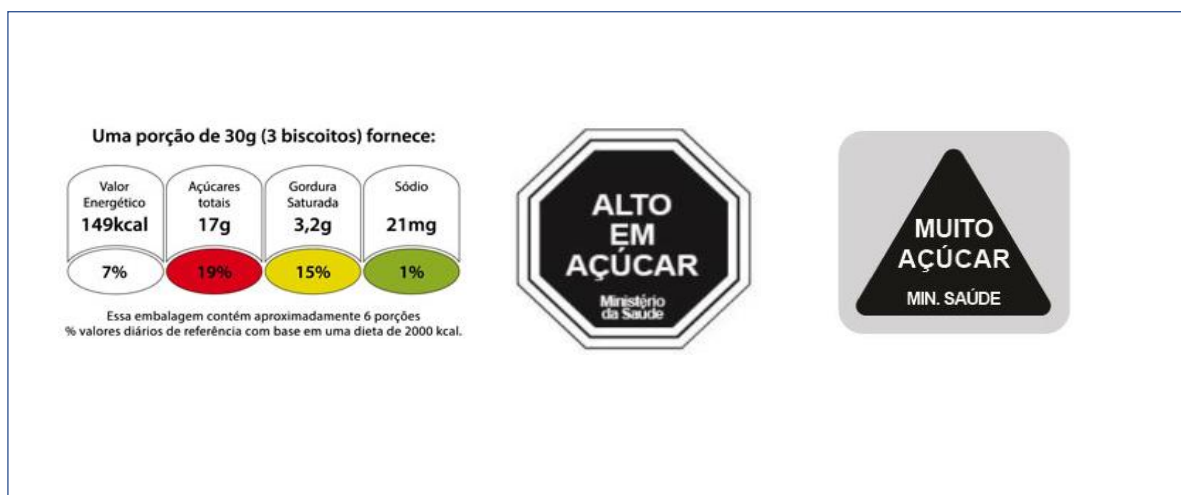 Uma porção de 30g (3 biscoitos) fornece:
Valor
Energético
149kcal
7%
Açúcares
totais
17g
19%
Gordura
Saturada
3,2g
15%
Sódio
21mg
1%
Essa embalagem contém aproximadamente 6 porções
% valores diários de referência com base em uma dieta de 2000 kcal.
ALTO
EM
AÇÚCAR
Ministério
da Saúde
MUITO
AÇÚCAR
MIN. SAÚDE